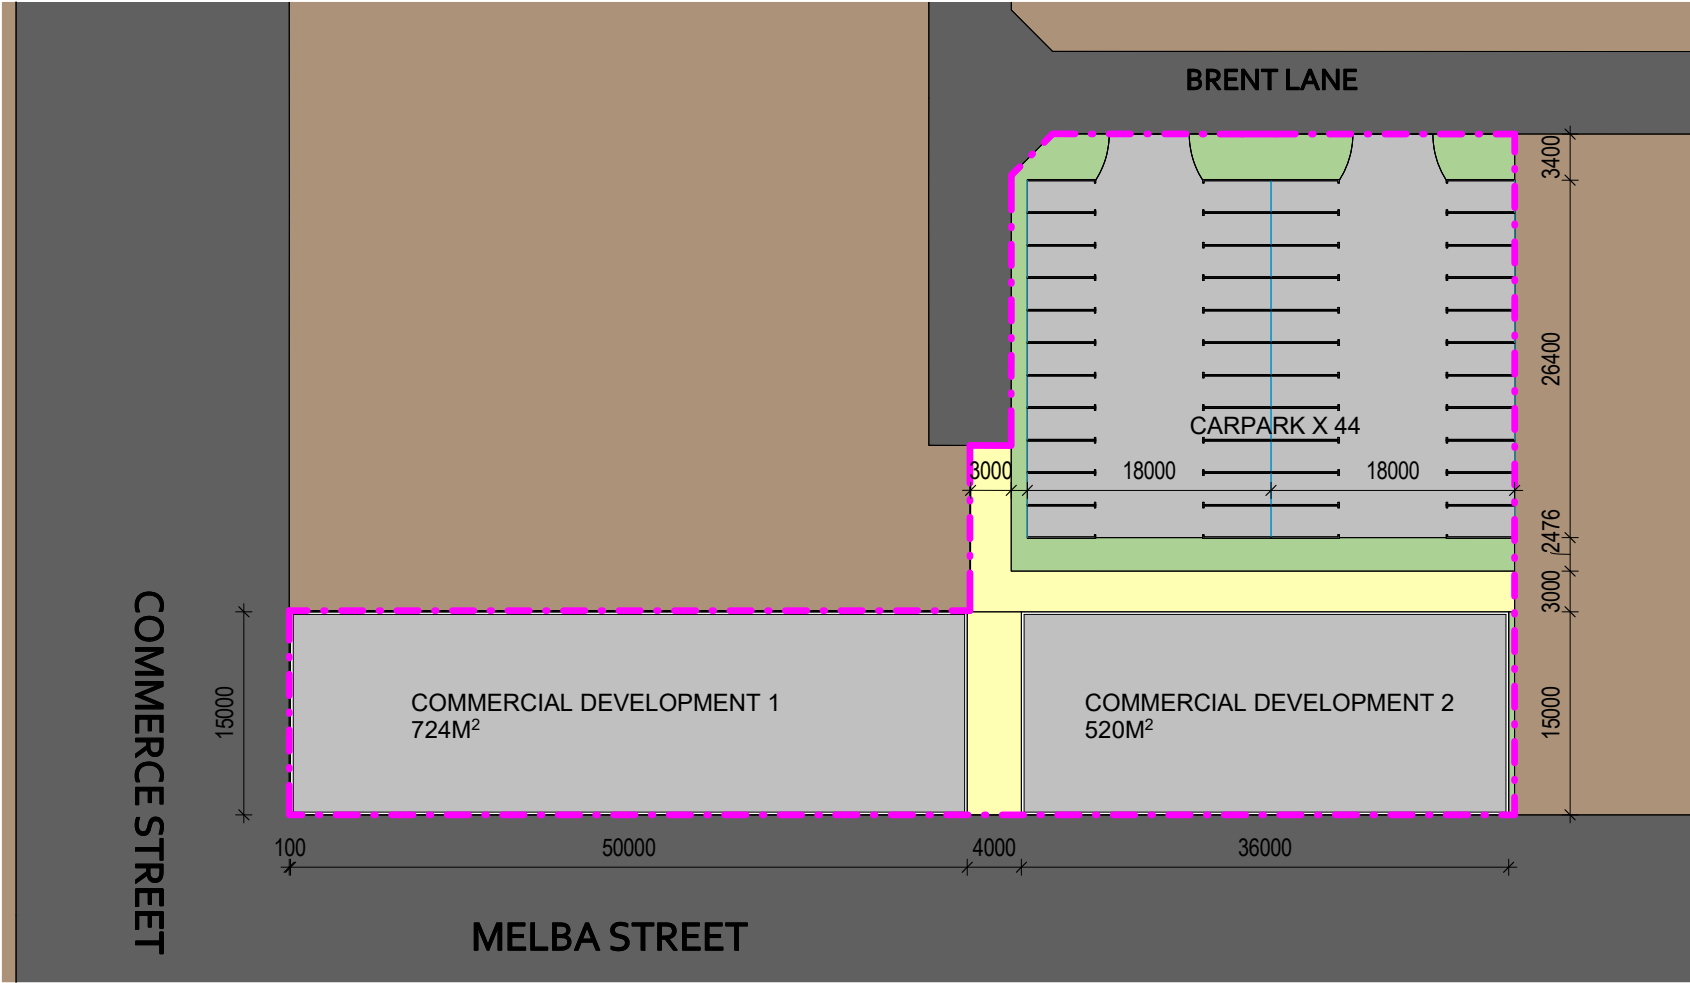 BRENT LANE
3400
26400
CARPARK X 44
3000
18000
18000
2476
3000
COMMERCE STREET
15000
COMMERCIAL DEVELOPMENT 1
724M²
COMMERCIAL DEVELOPMENT 2
520M²
15000
100
50000
4000
36000
MELBA STREET